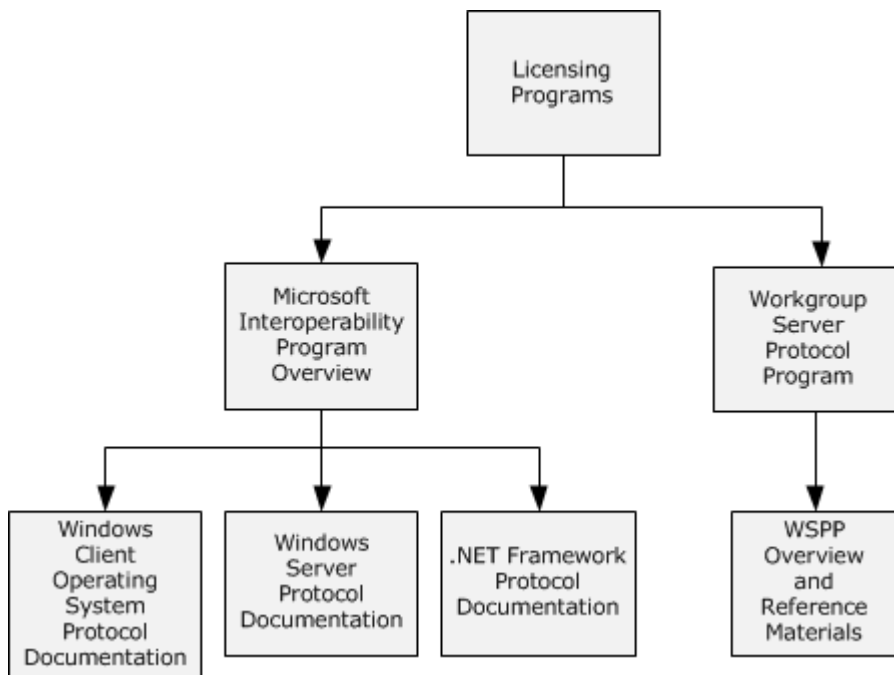 Licensing
Programs
Microsoft
Interoperability
Program
Overview
Workgroup
Server
Protocol
Program
Windows
Client
Operating
System
Protocol
Documentation
Windows
Server
Protocol
Documentation
.NET Framework
Protocol
Documentation
WSPP
Overview
and
Reference
Materials